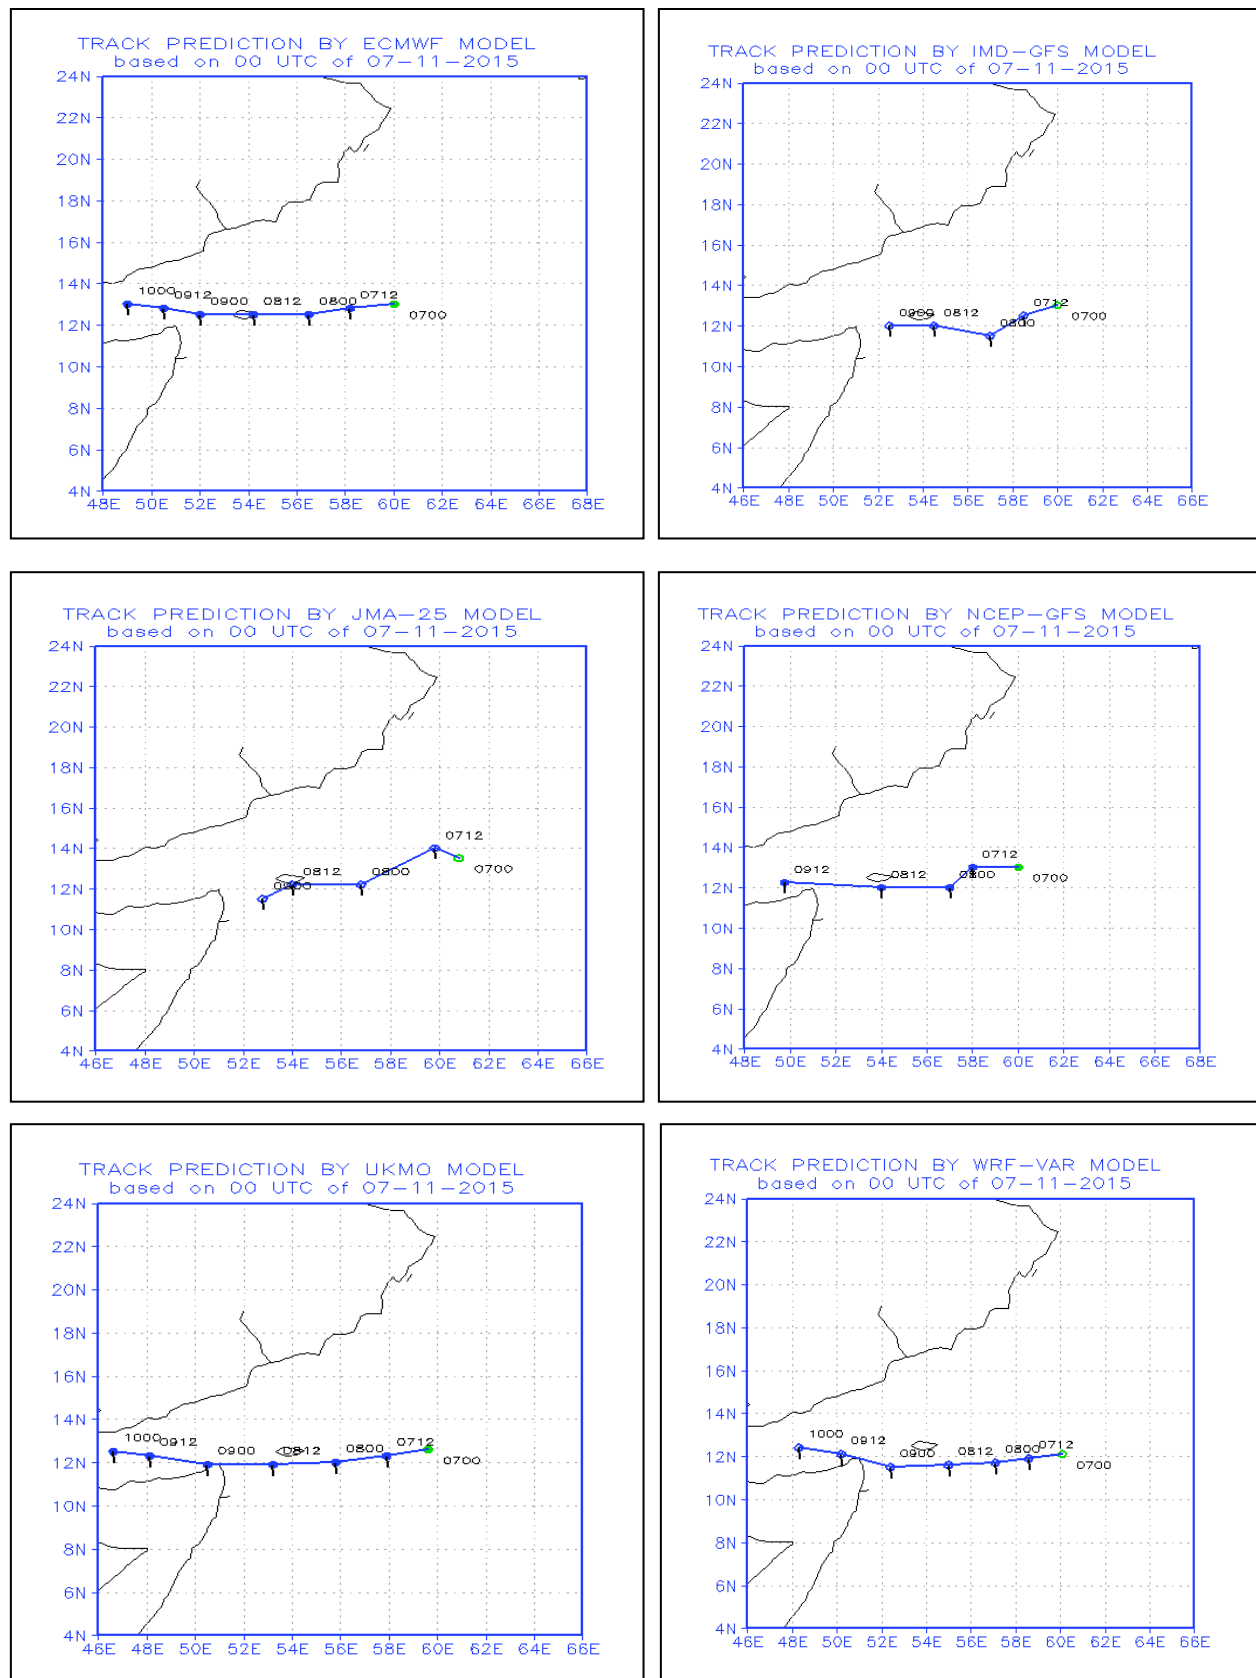 TRACK PREDICTION BY ECMWF MODEL
based on 00 UTC of 07-11-2015
24N
22N
20N
18N
16N
14N
12N
10N
8N
6N
4N
1000 0912 0900 0812 0800 0712
0700
48E 50E 52E 54E 56E 58E 60E 62E 64E 66E 68E
TRACK PREDICTION BY IMD-GFS MODEL
based on 00 UTC of 07-11-2015
24N
22N
20N
18N
16N
14N
12N
10N
8N
6N
4N
0900 0812 0800 0712
0700
46E 48E 50E 52E 54E 56E 58E 60E 62E 64E 66E
TRACK PREDICTION BY JMA-25 MODEL
based on 00 UTC of 07-11-2015
24N
22N
20N
18N
16N
14N
12N
10N
8N
6N
4N
0712
0900 0812 0800 0700
46E 48E 50E 52E 54E 56E 58E 60E 62E 64E 66E
TRACK PREDICTION BY NCEP-GFS MODEL
based on 00 UTC of 07-11-2015
24N
22N
20N
18N
16N
14N
12N
10N
8N
6N
4N
0712
0912 0812 0800 0700
48E 50E 52E 54E 56E 58E 60E 62E 64E 66E 68E
TRACK PREDICTION BY UKMO MODEL
based on 00 UTC of 07-11-2015
24N
22N
20N
18N
16N
14N
12N
10N
8N
6N
4N
1000 0912 0900 0812 0800 0712
0700
46E 48E 50E 52E 54E 56E 58E 60E 62E 64E 66E
TRACK PREDICTION BY WRF-VAR MODEL
based on 00 UTC of 07-11-2015
24N
22N
20N
18N
16N
14N
12N
10N
8N
6N
4N
1000 0912 0900 0812 0800 0712
0700
46E 48E 50E 52E 54E 56E 58E 60E 62E 64E 66E